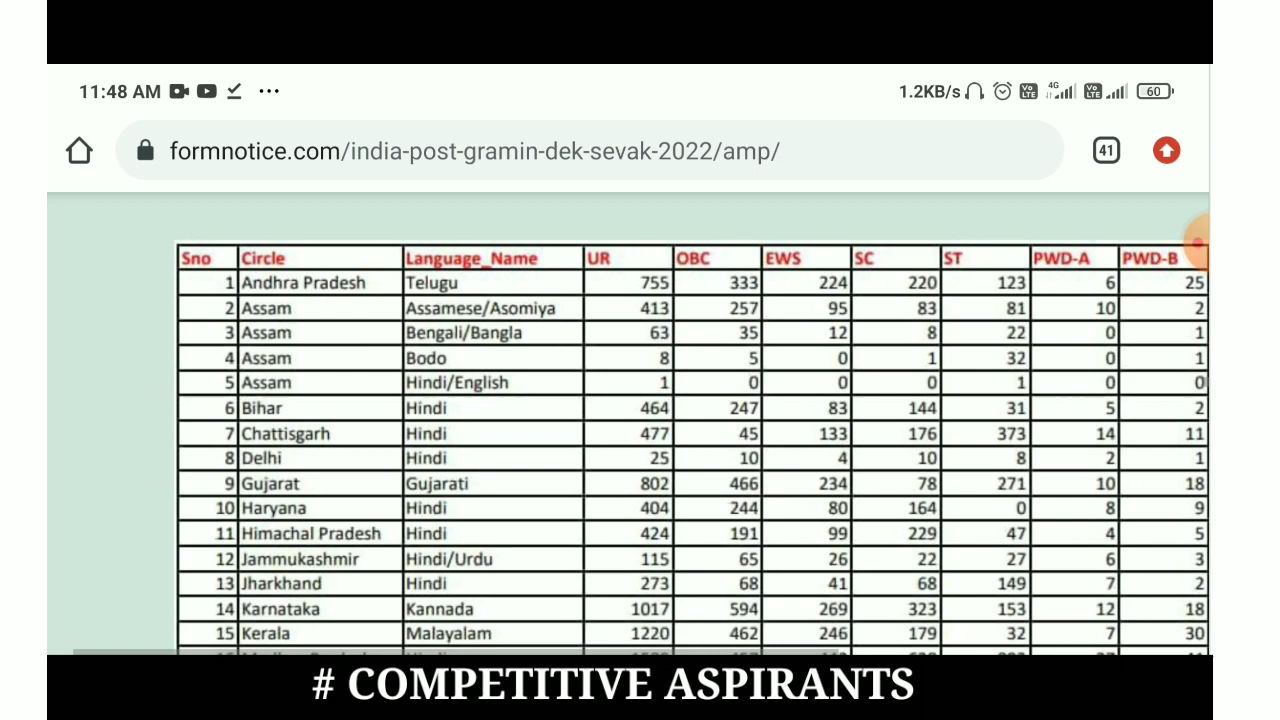 11:48 AM ... 1.2KB/s Vo LTE 4G Vo LTE 60
formnotice.com/india-post-gramin-dek-sevak-2022/amp/ 41
Sno Circle Language_Name UR OBC EWS SC ST PWD-A PWD-B
1 Andhra Pradesh Telugu 755 333 224 220 123 6 25
2 Assam Assamese/Asomiya 413 257 95 83 81 10 2
3 Assam Bengali/Bangla 63 35 12 8 22 0 1
4 Assam Bodo 8 5 0 1 32 0 1
5 Assam Hindi/English 1 0 0 0 1 0 0
6 Bihar Hindi 464 247 83 144 31 5 2
7 Chattisgarh Hindi 477 45 133 176 373 14 11
8 Delhi Hindi 25 10 4 10 8 2 1
9 Gujarat Gujarati 802 466 234 78 271 10 18
10 Haryana Hindi 404 244 80 164 0 8 9
11 Himachal Pradesh Hindi 424 191 99 229 47 4 5
12 Jammukashmir Hindi/Urdu 115 65 26 22 27 6 3
13 Jharkhand Hindi 273 68 41 68 149 7 2
14 Karnataka Kannada 1017 594 269 323 153 12 18
15 Kerala Malayalam 1220 462 246 179 32 7 30
# COMPETITIVE ASPIRANTS